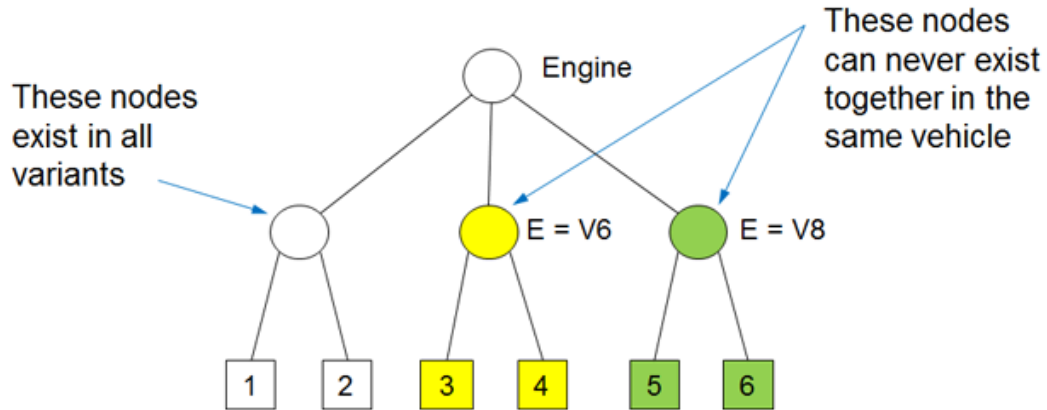 These nodes
can never exist
together in the
same vehicle
Engine
These nodes
exist in all
variants
E = V6
E = V8
1
2
3
4
5
6